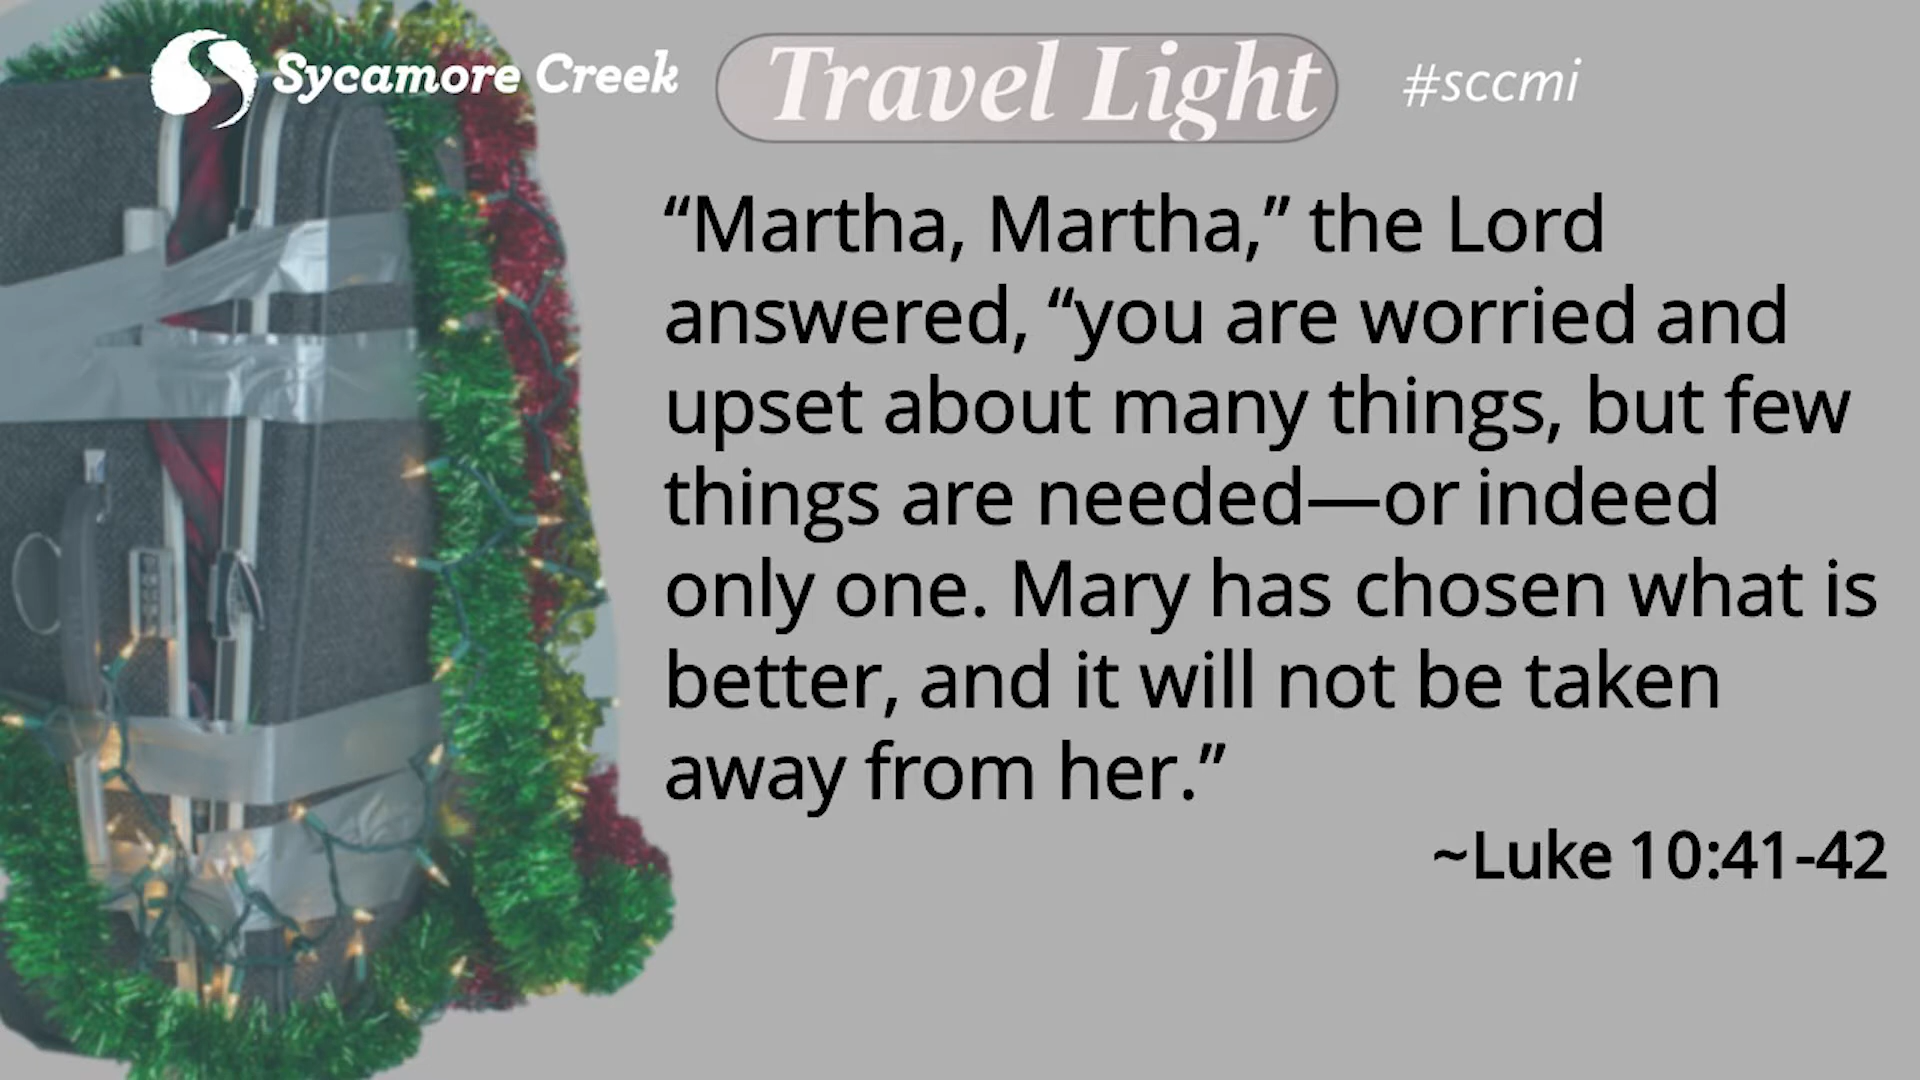 Sycamore Creek
Travel Light
#sccmi
“Martha, Martha,” the Lord
answered, “you are worried and
upset about many things, but few
things are needed—or indeed
only one. Mary has chosen what is
better, and it will not be taken
away from her.”
~Luke 10:41-42